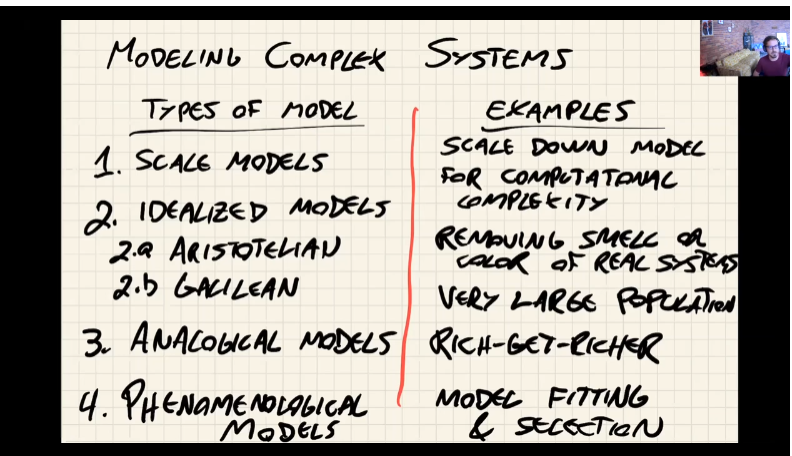 MODELING COMPLEX SYSTEMS
TYPES OF MODEL
1. SCALE MODELS
2. IDEALIZED MODELS
2.a ARISTOTELIAN
2.b GALILEAN
3. ANALOGICAL MODELS
4. PHENOMENOLOGICAL
MODELS
EXAMPLES
SCALE DOWN MODEL
FOR COMPUTATIONAL
COMPLEXITY
REMOVING SMELL OR
COLOR OF REAL SYSTEMS
VERY LARGE POPULATION
RICH-GET-RICHER
MODEL FITTING
& SELECTION